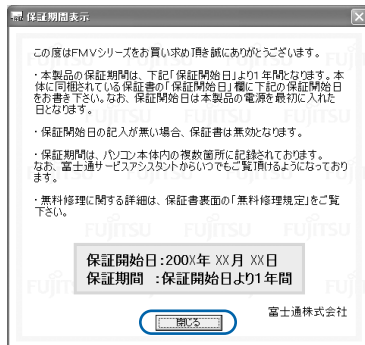 保証期間表示
この度はFMVシリーズをお買い求め頂き誠にありがとうございます。
・本製品の保証期間は、下記「保証開始日」より1年間となります。本
体に同梱されている保証書の「保証開始日」欄に下記の保証開始日
をお書き下さい。なお、保証開始日は本製品の電源を最初に入れた
日となります。
・保証開始日の記入が無い場合、保証書は無効となります。
・保証期間は、パソコン本体内の複数箇所に記録されております。
なお、富士通サービスアシスタントからいつでもご覧頂けるようになっており
ます。
・無料修理に関する詳細は、保証書裏面の「無料修理規定」をご覧
下さい。
保証開始日:200X年 XX月 XX日
保証期間 :保証開始日より1年間
閉じる
富士通株式会社